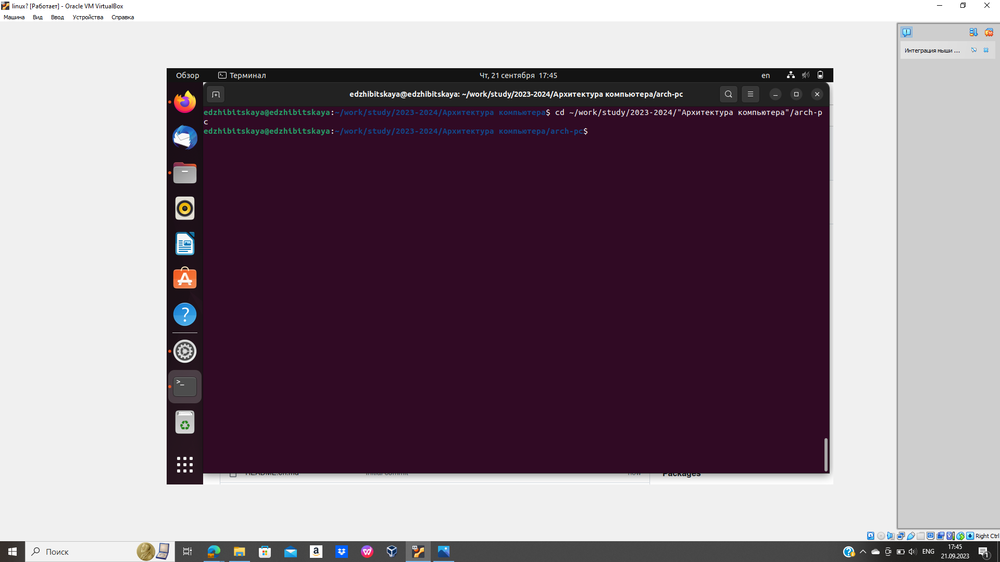 linux? [Работает] - Oracle VM VirtualBox
Машина Вид Ввод Устройства Справка
Интеграция мыши ...
Обзор Терминал Чт, 21 сентября 17:45 en
edzhibitskaya@edzhibitskaya: ~/work/study/2023-2024/Архитектура компьютера/arch-pc
edzhibitskaya@edzhibitskaya:~/work/study/2023-2024/Архитектура компьютера$ cd ~/work/study/2023-2024/"Архитектура компьютера"/arch-p
c
edzhibitskaya@edzhibitskaya:~/work/study/2023-2024/Архитектура компьютера/arch-pc$
README.en.md Initial commit now Packages
Right Ctrl
Поиск
ENG
17:45
21.09.2023
1